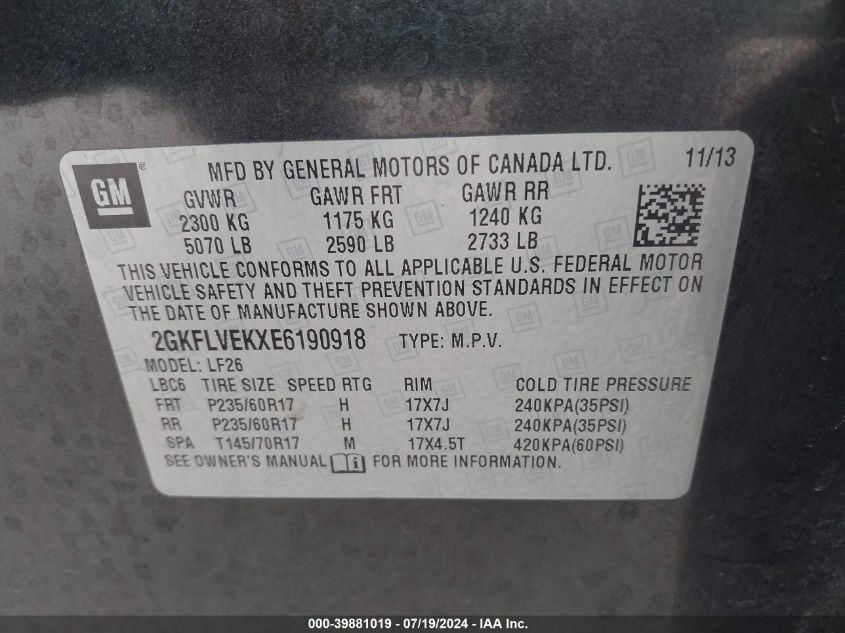 GM
MFD BY GENERAL MOTORS OF CANADA LTD. 11/13
GVWR GAWR FRT GAWR RR
2300 KG 1175 KG 1240 KG
5070 LB 2590 LB 2733 LB
THIS VEHICLE CONFORMS TO ALL APPLICABLE U.S. FEDERAL MOTOR
VEHICLE SAFETY AND THEFT PREVENTION STANDARDS IN EFFECT ON
THE DATE OF MANUFACTURE SHOWN ABOVE.
2GKFLVEKXE6190918 TYPE: M.P.V.
MODEL: LF26
LBC6 TIRE SIZE SPEED RTG RIM COLD TIRE PRESSURE
FRT P235/60R17 H 17X7J 240KPA(35PSI)
RR P235/60R17 H 17X7J 240KPA(35PSI)
SPA T145/70R17 M 17X4.5T 420KPA(60PSI)
SEE OWNER'S MANUAL i FOR MORE INFORMATION.
000-39881019 - 07/19/2024 - IAA Inc.